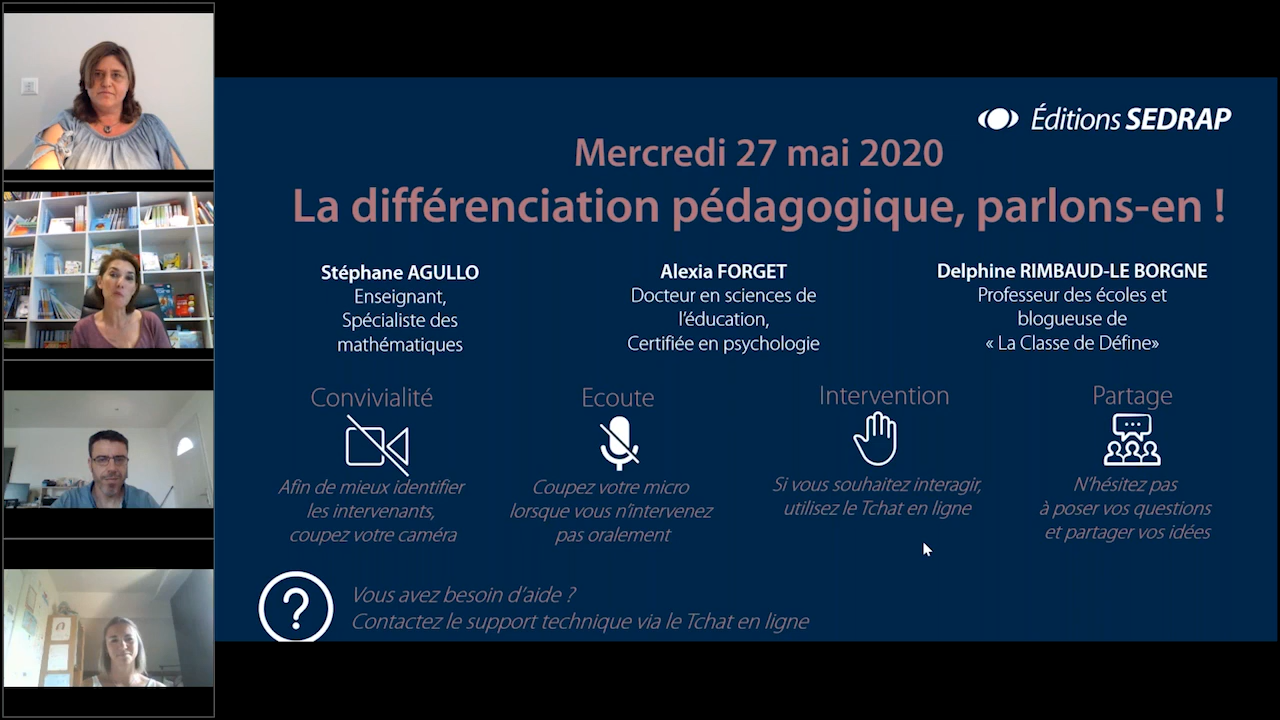 Éditions SEDRAP
Mercredi 27 mai 2020
La différenciation pédagogique, parlons-en !
Stéphane AGULLO
Enseignant,
Spécialiste des
mathématiques
Alexia FORGET
Docteur en sciences de
l'éducation,
Certifiée en psychologie
Delphine RIMBAUD-LE BORGNE
Professeur des écoles et
blogueuse de
« La Classe de Défine»
Convivialité
Afin de mieux identifier
les intervenants,
coupez votre caméra
Ecoute
Coupez votre micro
lorsque vous n'intervenez
pas oralement
Intervention
Si vous souhaitez interagir,
utilisez le Tchat en ligne
Partage
N'hésitez pas
à poser vos questions
et partager vos idées
?
Vous avez besoin d'aide ?
Contactez le support technique via le Tchat en ligne